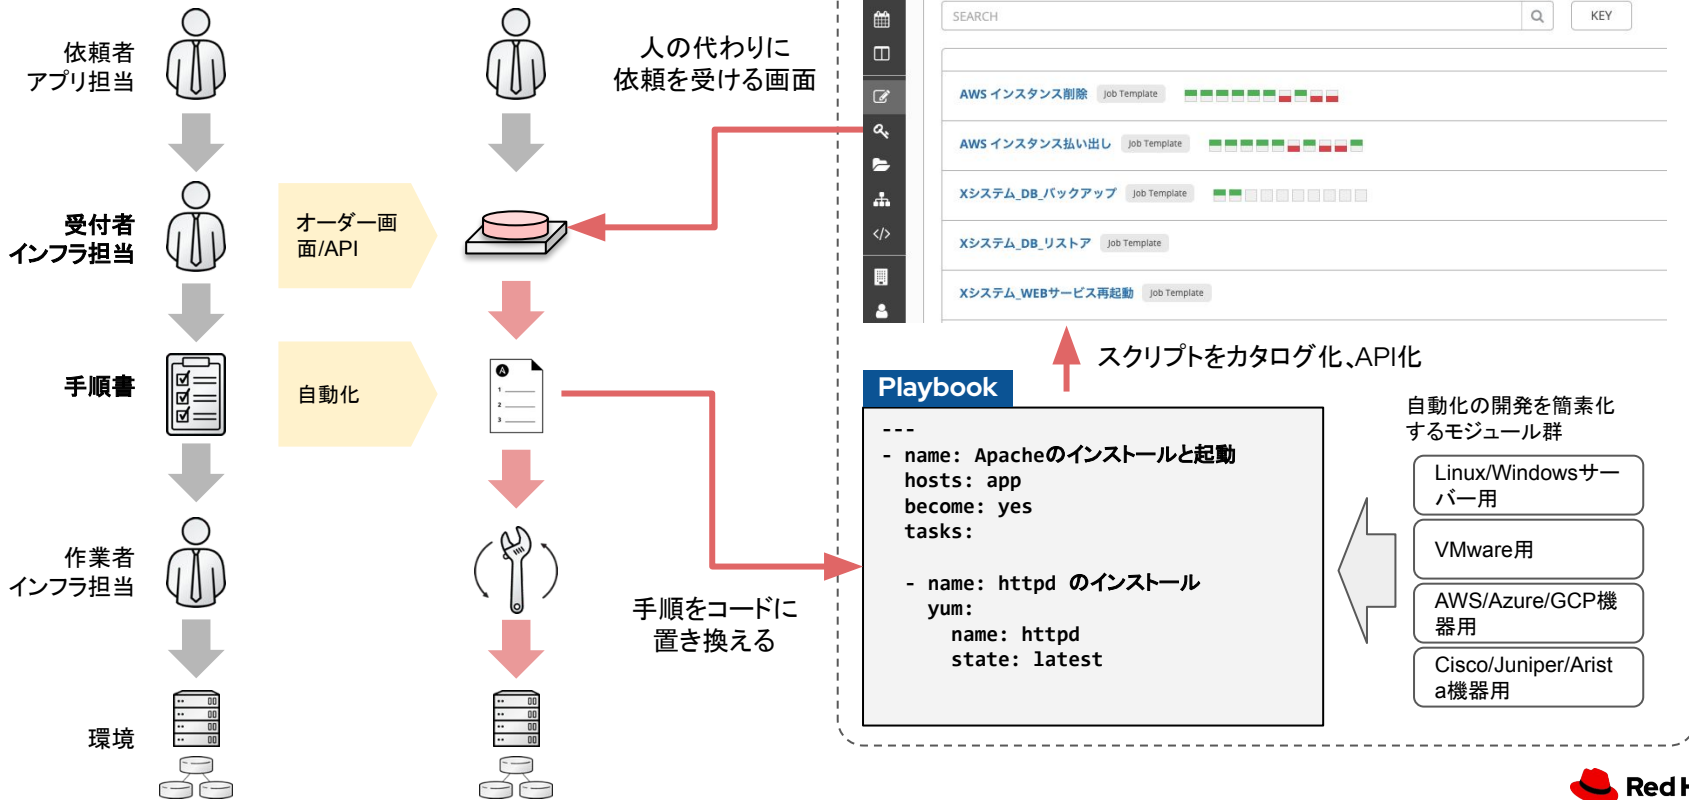 依頼者
アプリ担当
受付者
インフラ担当
手順書
作業者
インフラ担当
環境
オーダー画
面/API
自動化
人の代わりに
依頼を受ける画面
手順をコードに
置き換える
A
1
2
3
SEARCH
KEY
AWS インスタンス削除 Job Template
AWS インスタンス払い出し Job Template
Xシステム_DB_バックアップ Job Template
Xシステム_DB_リストア Job Template
Xシステム_WEBサービス再起動 Job Template
スクリプトをカタログ化、API化
Playbook
---
- name: Apacheのインストールと起動
hosts: app
become: yes
tasks:
- name: httpd のインストール
yum:
name: httpd
state: latest
自動化の開発を簡素化
するモジュール群
Linux/Windowsサー
バー用
VMware用
AWS/Azure/GCP機
器用
Cisco/Juniper/Arist
a機器用
Red H